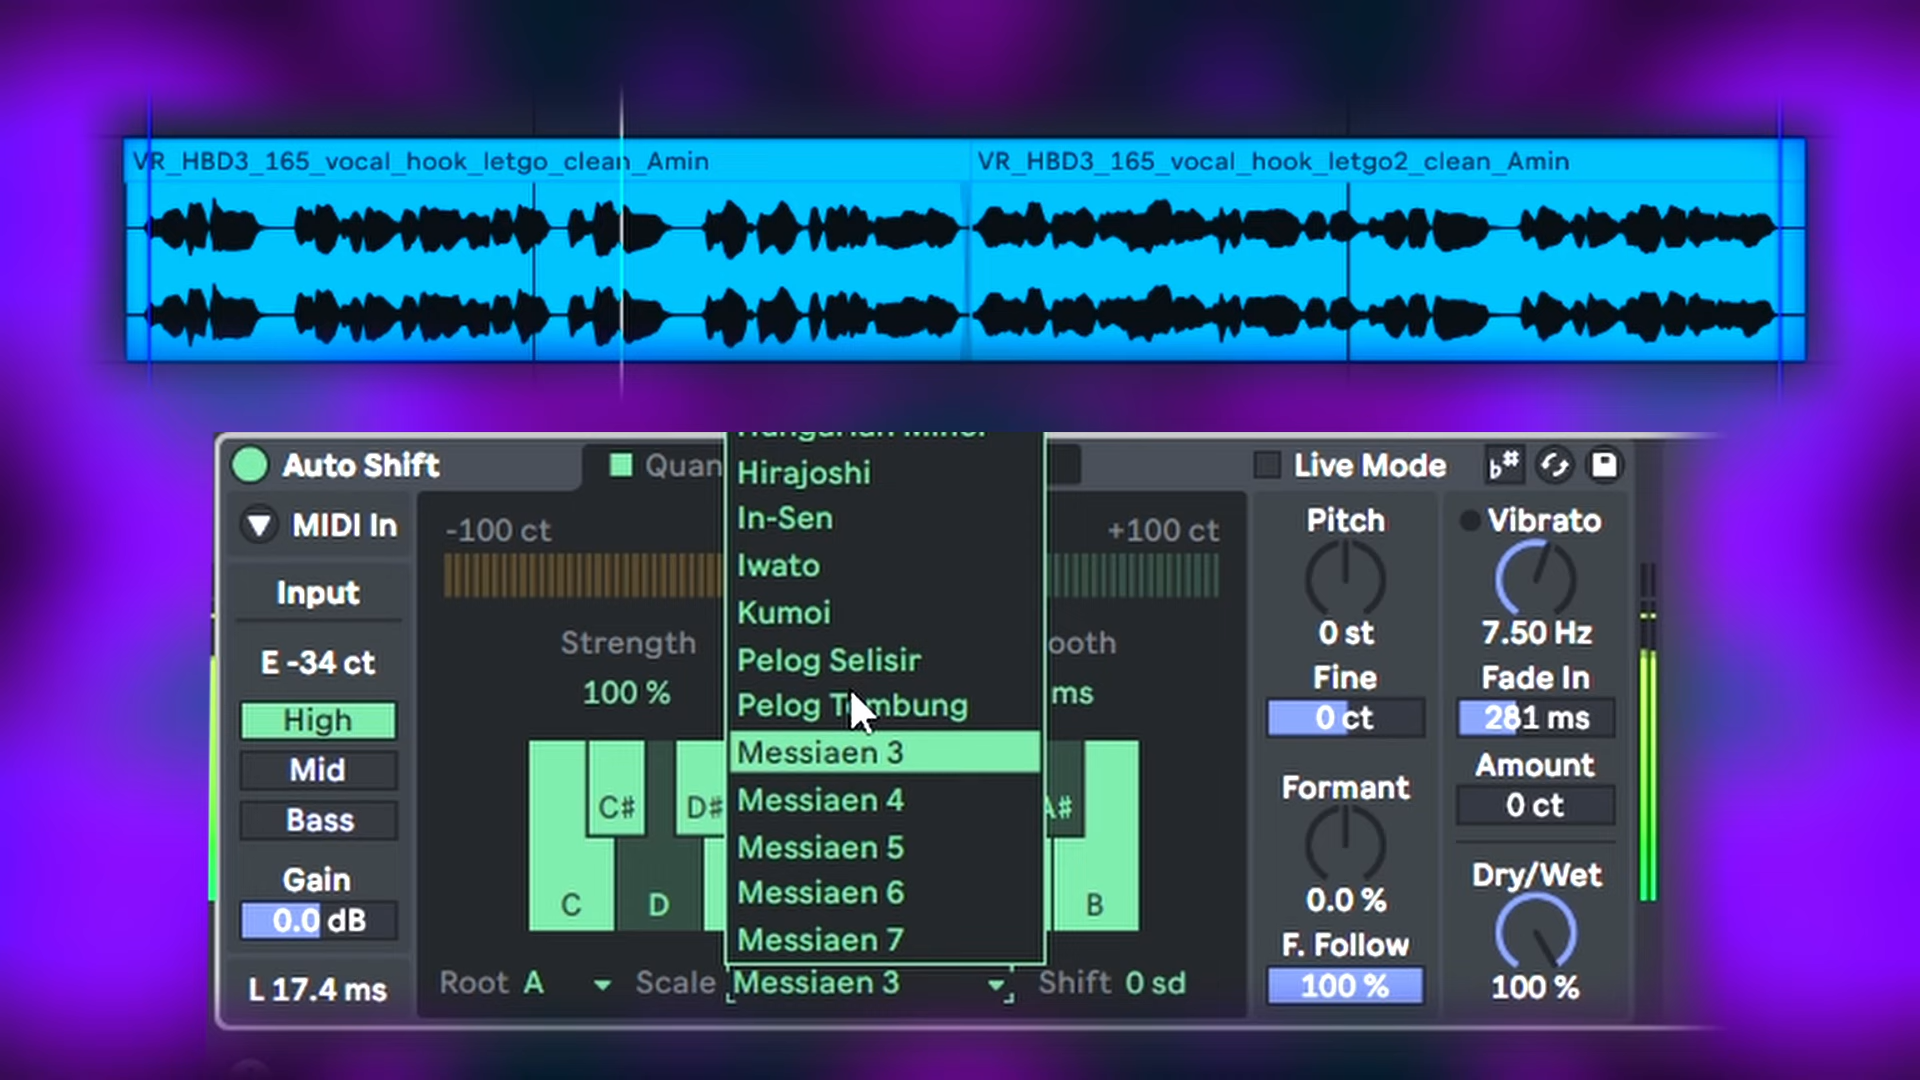 VR_HBD3_165_vocal_hook_letgo_clean_Amin
VR_HBD3_165_vocal_hook_letgo2_clean_Amin
Auto Shift
Quan
Live Mode
MIDI In
Input
E -34 ct
High
Mid
Bass
Gain
0.0 dB
L 17.4 ms
-100 ct
+100 ct
Strength
100 %
ooth
ms
C#
D#
A#
C
D
B
Hungarian Minor
Hirajoshi
In-Sen
Iwato
Kumoi
Pelog Selisir
Pelog Tembung
Messiaen 3
Messiaen 4
Messiaen 5
Messiaen 6
Messiaen 7
Root A
Scale Messiaen 3
Shift 0 sd
Pitch
0 st
Fine
0 ct
Formant
0.0 %
F. Follow
100 %
Vibrato
7.50 Hz
Fade In
281 ms
Amount
0 ct
Dry/Wet
100 %